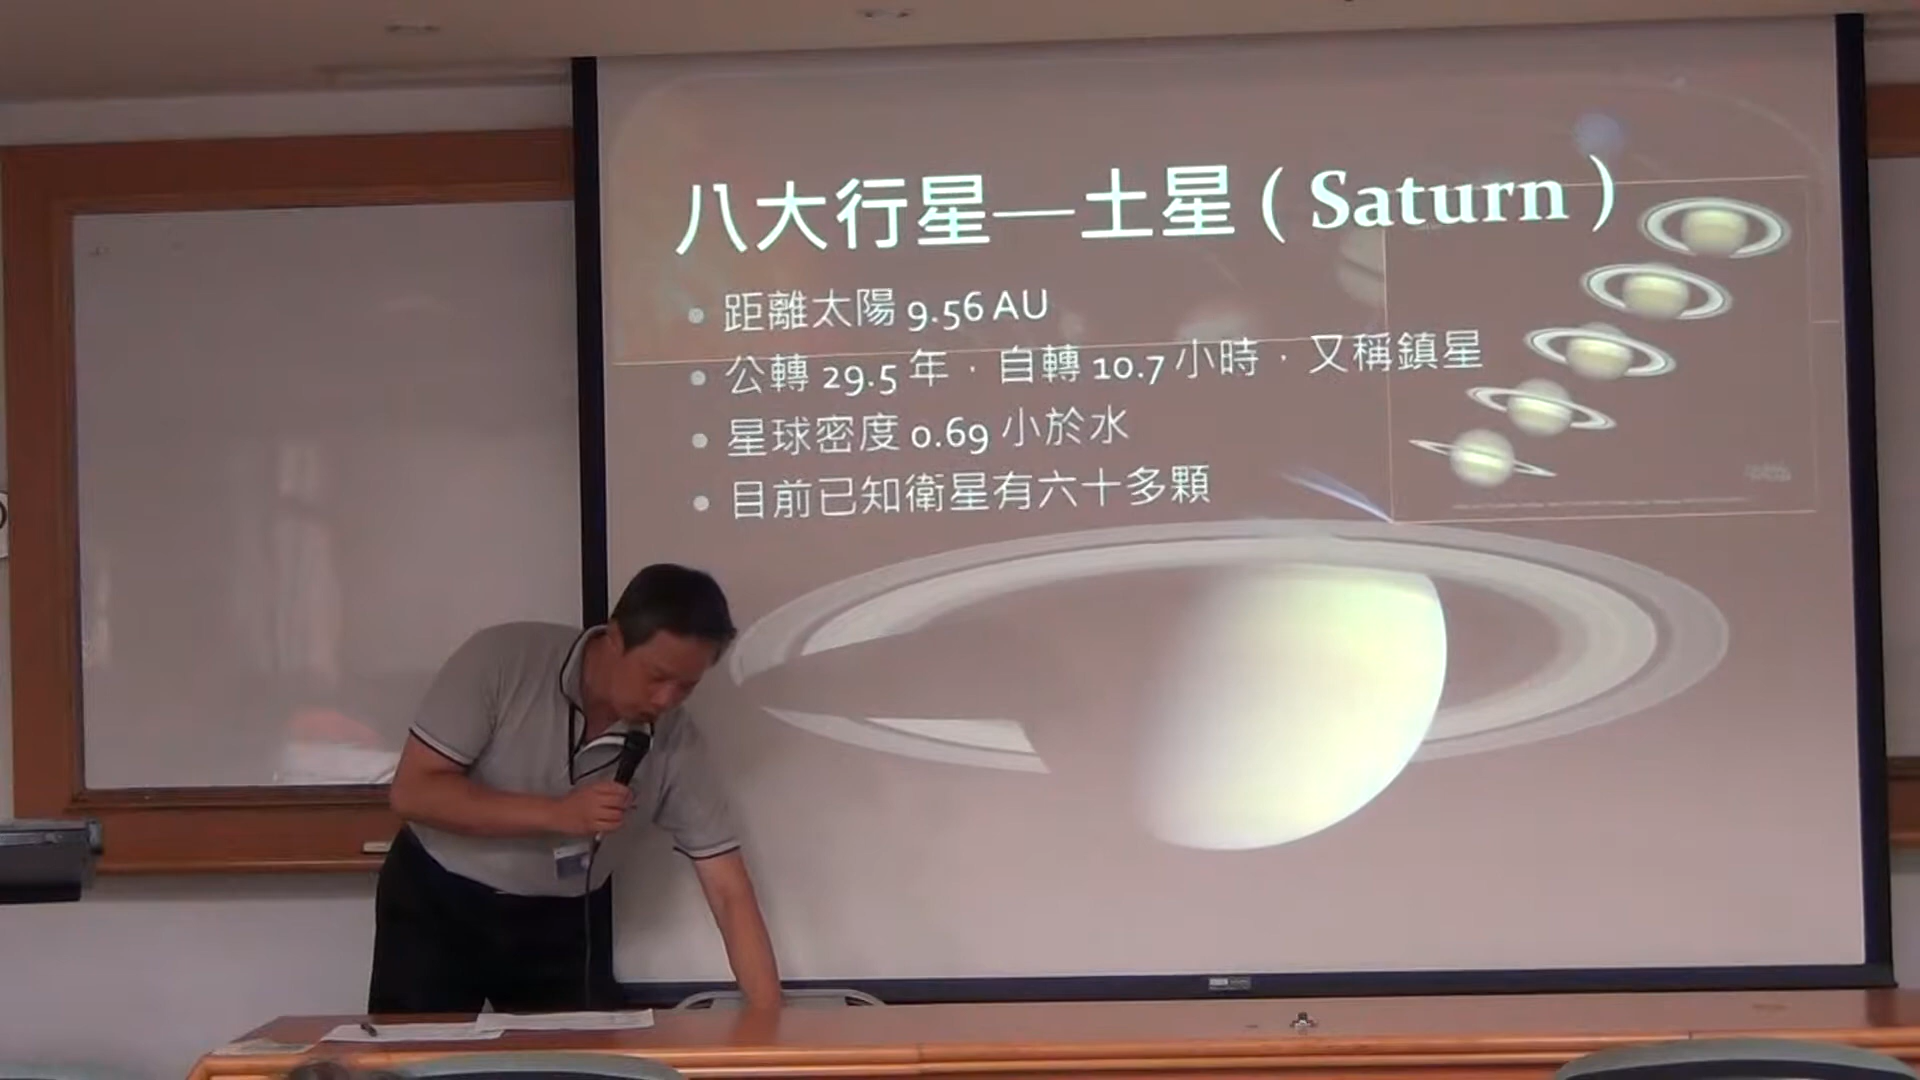 八大行星—土星 ( Saturn )
距離太陽 9.56 AU
公轉 29.5 年，自轉 10.7 小時，又稱鎮星
星球密度 0.69 小於水
目前已知衛星有六十多顆